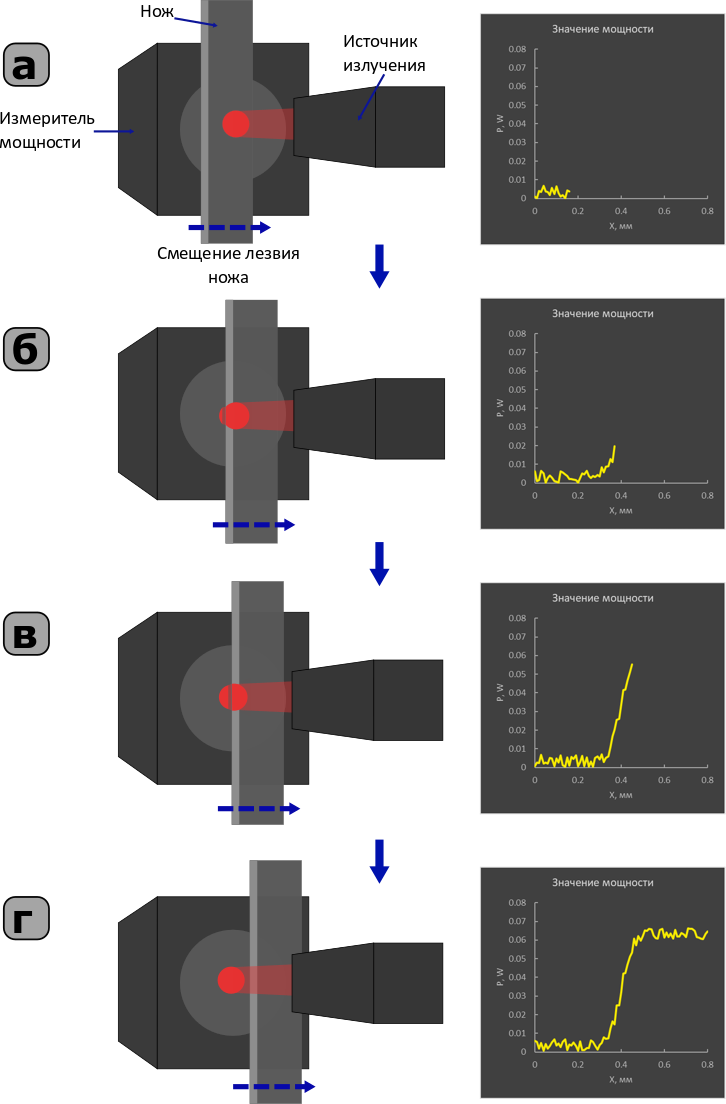 а
Нож
Источник
излучения
Измеритель
мощности
Смещение лезвия
ножа
Значение мощности
0.08
0.07
0.06
0.05
0.04
0.03
0.02
0.01
0
P, W
0
0.2
0.4
0.6
0.8
X, мм
б
Значение мощности
0.08
0.07
0.06
0.05
0.04
0.03
0.02
0.01
0
P, W
0
0.2
0.4
0.6
0.8
X, мм
в
Значение мощности
0.08
0.07
0.06
0.05
0.04
0.03
0.02
0.01
0
P, W
0
0.2
0.4
0.6
0.8
X, мм
г
Значение мощности
0.08
0.07
0.06
0.05
0.04
0.03
0.02
0.01
0
P, W
0
0.2
0.4
0.6
0.8
X, мм